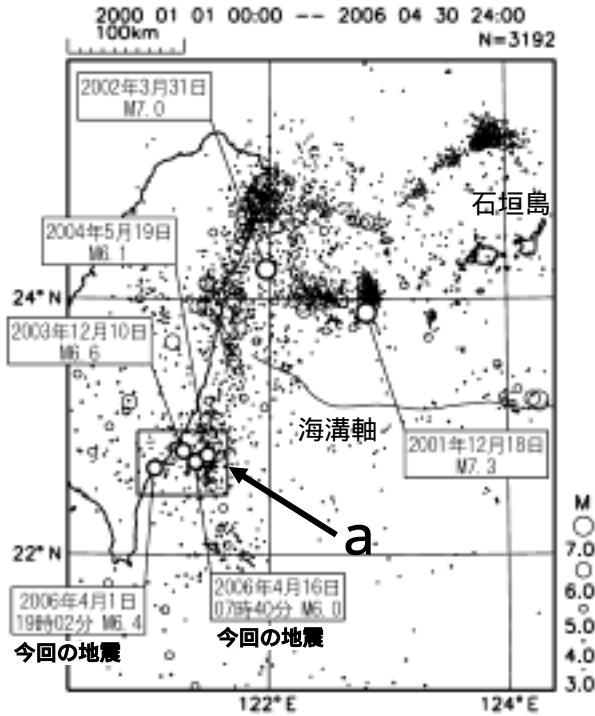 2000 01 01 00:00 -- 2006 04 30 24:00
100km
N=3192
2002年3月31日
M7.0
石垣島
2004年5月19日
M6.1
24°N
2003年12月10日
M6.6
海溝軸
2001年12月18日
M7.3
a
22°N
2006年4月1日
19時02分 M6.4
今回の地震
2006年4月16日
07時40分 M6.0
今回の地震
M
7.0
6.0
5.0
4.0
3.0
122°E
124°E